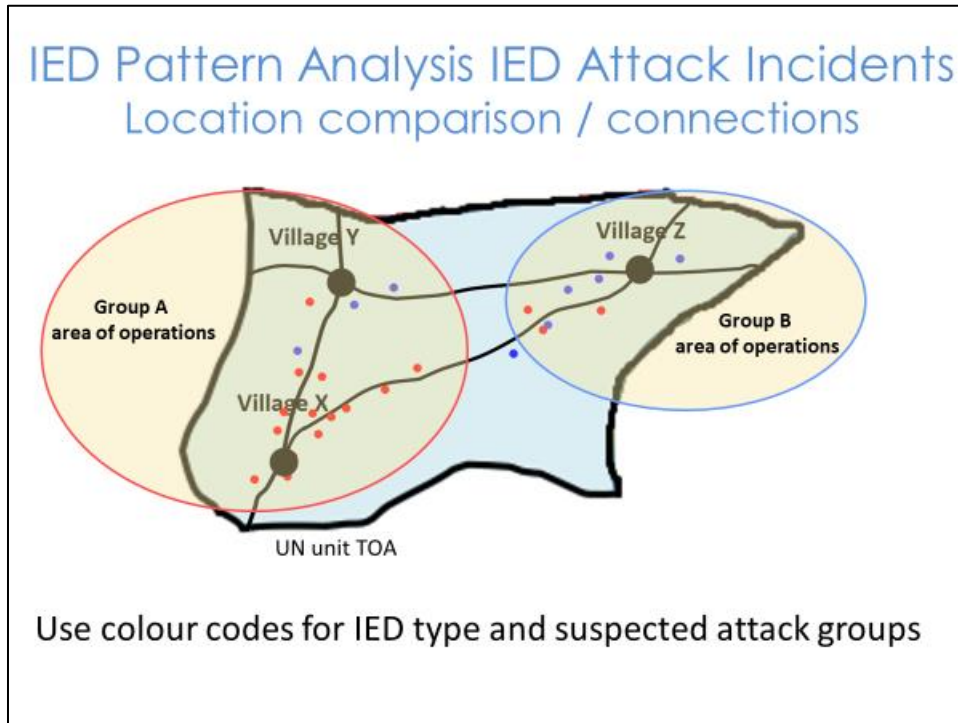 IED Pattern Analysis IED Attack Incidents
Location comparison / connections
Village Y
Village Z
Group A
area of operations
Group B
area of operations
Village X
UN unit TOA
Use colour codes for IED type and suspected attack groups